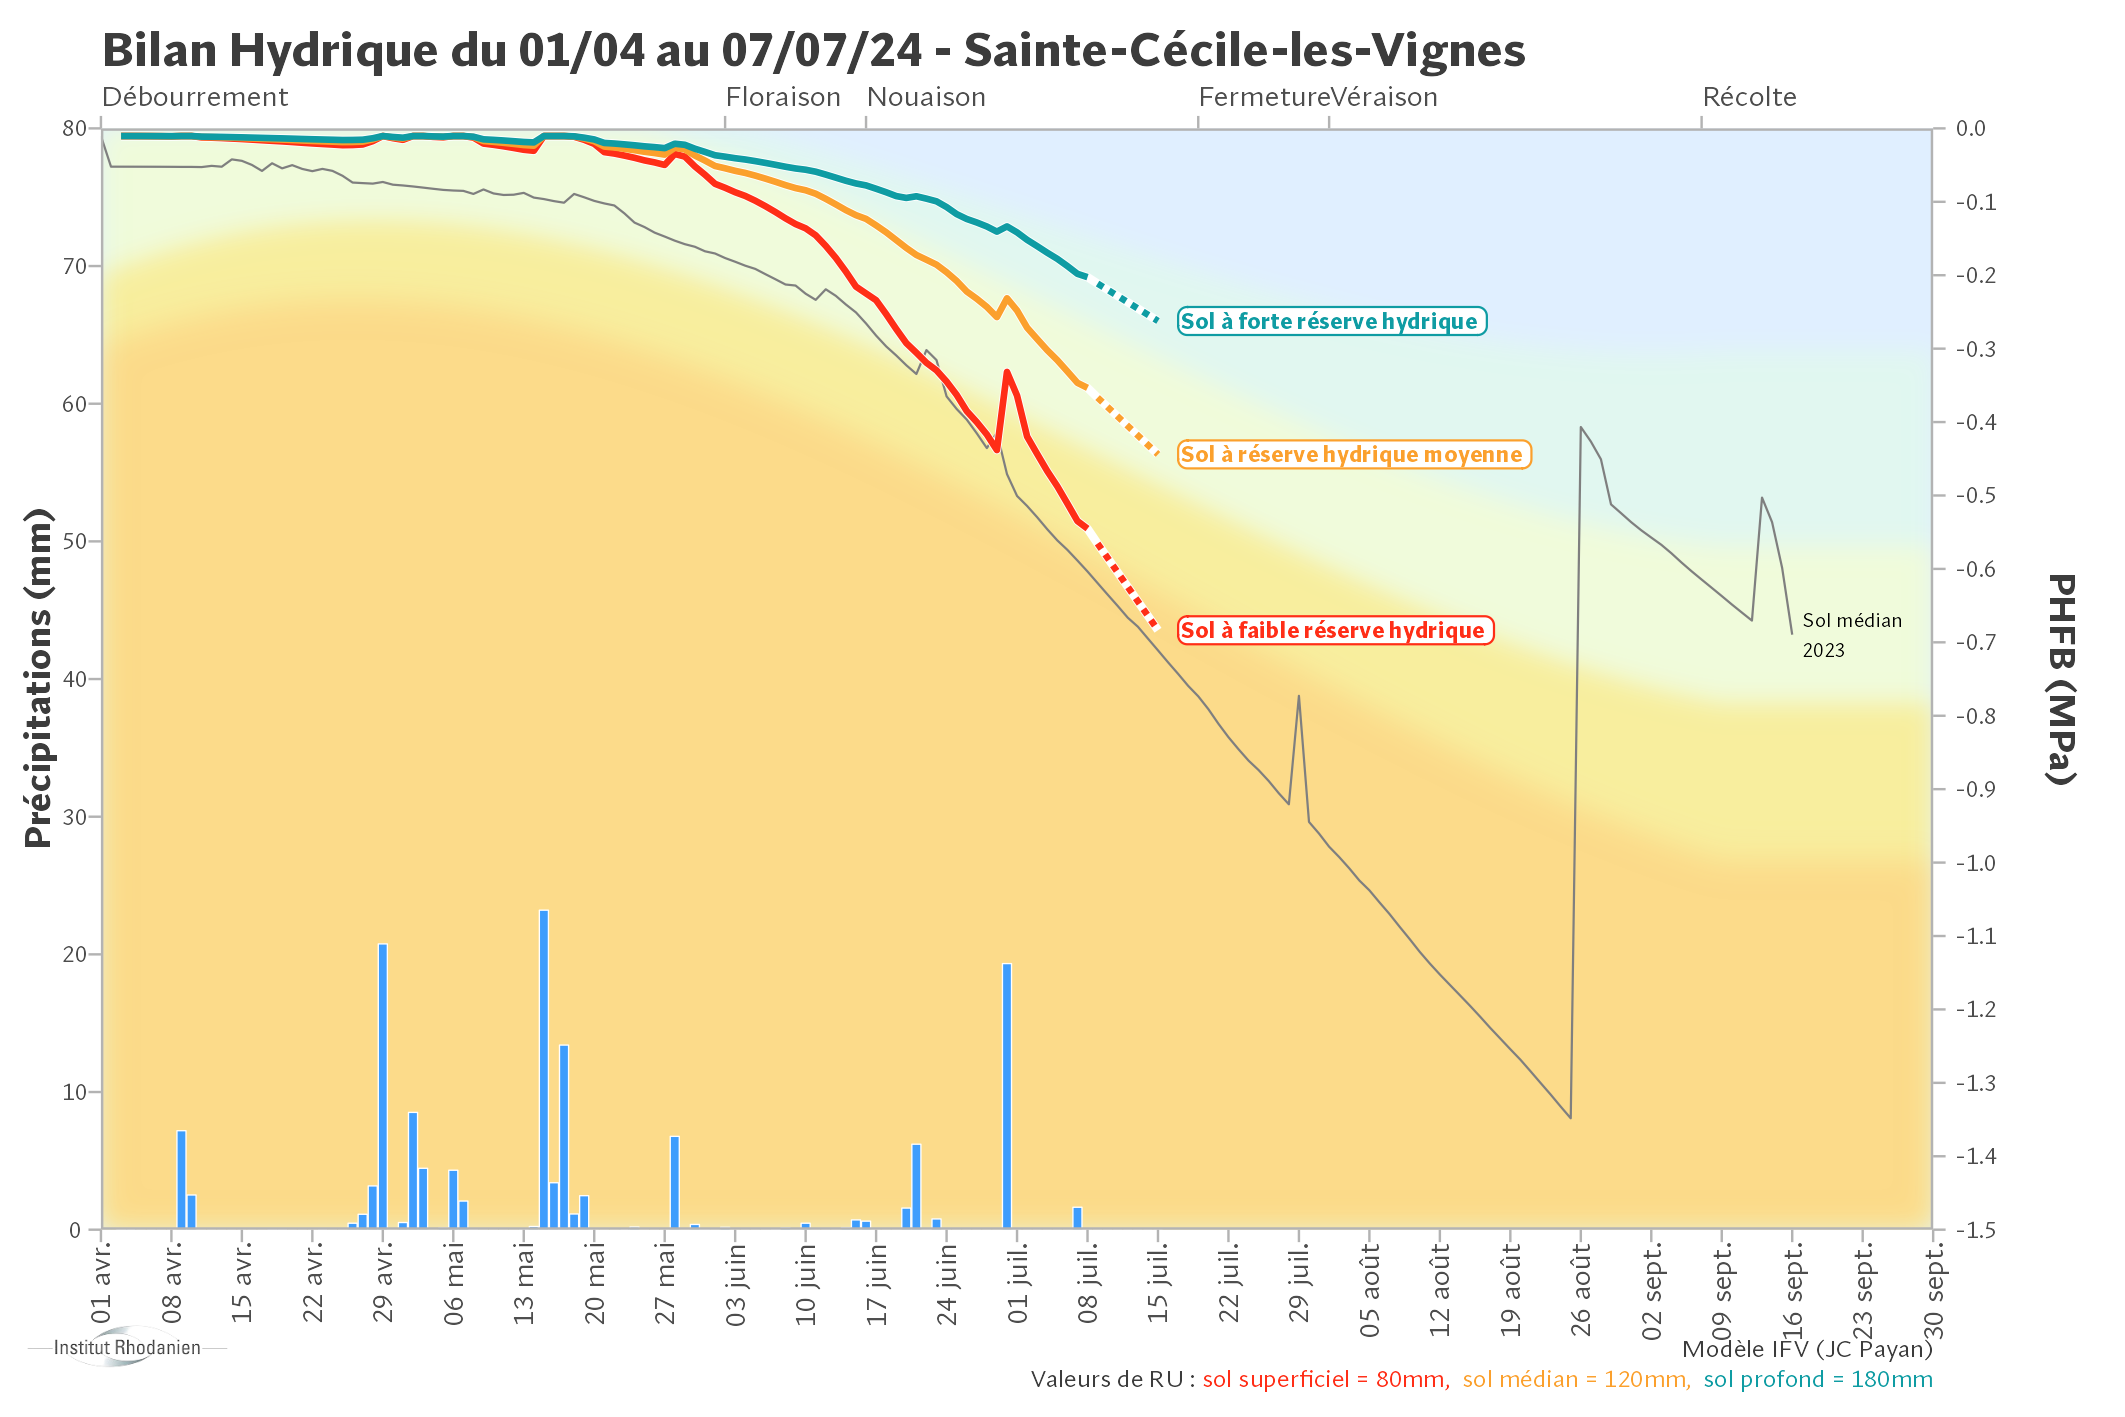 Bilan Hydrique du 01/04 au 07/07/24 - Sainte-Cécile-les-Vignes
Débourrement Floraison Nouaison Fermeture Véraison Récolte
80 0.0
-0.1
70 -0.2
-0.3
60 -0.4
-0.5
50 -0.6
-0.7
40 -0.8
30 -0.9
-1.0
20 -1.1
-1.2
10 -1.3
-1.4
0 -1.5
Précipitations (mm)
PHFB (MPa)
Sol à forte réserve hydrique
Sol à réserve hydrique moyenne
Sol à faible réserve hydrique
Sol médian
2023
01 avr. 08 avr. 15 avr. 22 avr. 29 avr. 06 mai 13 mai 20 mai 27 mai 03 juin 10 juin 17 juin 24 juin 01 juil. 08 juil. 15 juil. 22 juil. 29 juil. 05 août 12 août 19 août 26 août 02 sept. 09 sept. 16 sept. 23 sept. 30 sept.
Institut Rhodanien
Modèle IFV (JC Payan)
Valeurs de RU : sol superficiel = 80mm, sol médian = 120mm, sol profond = 180mm